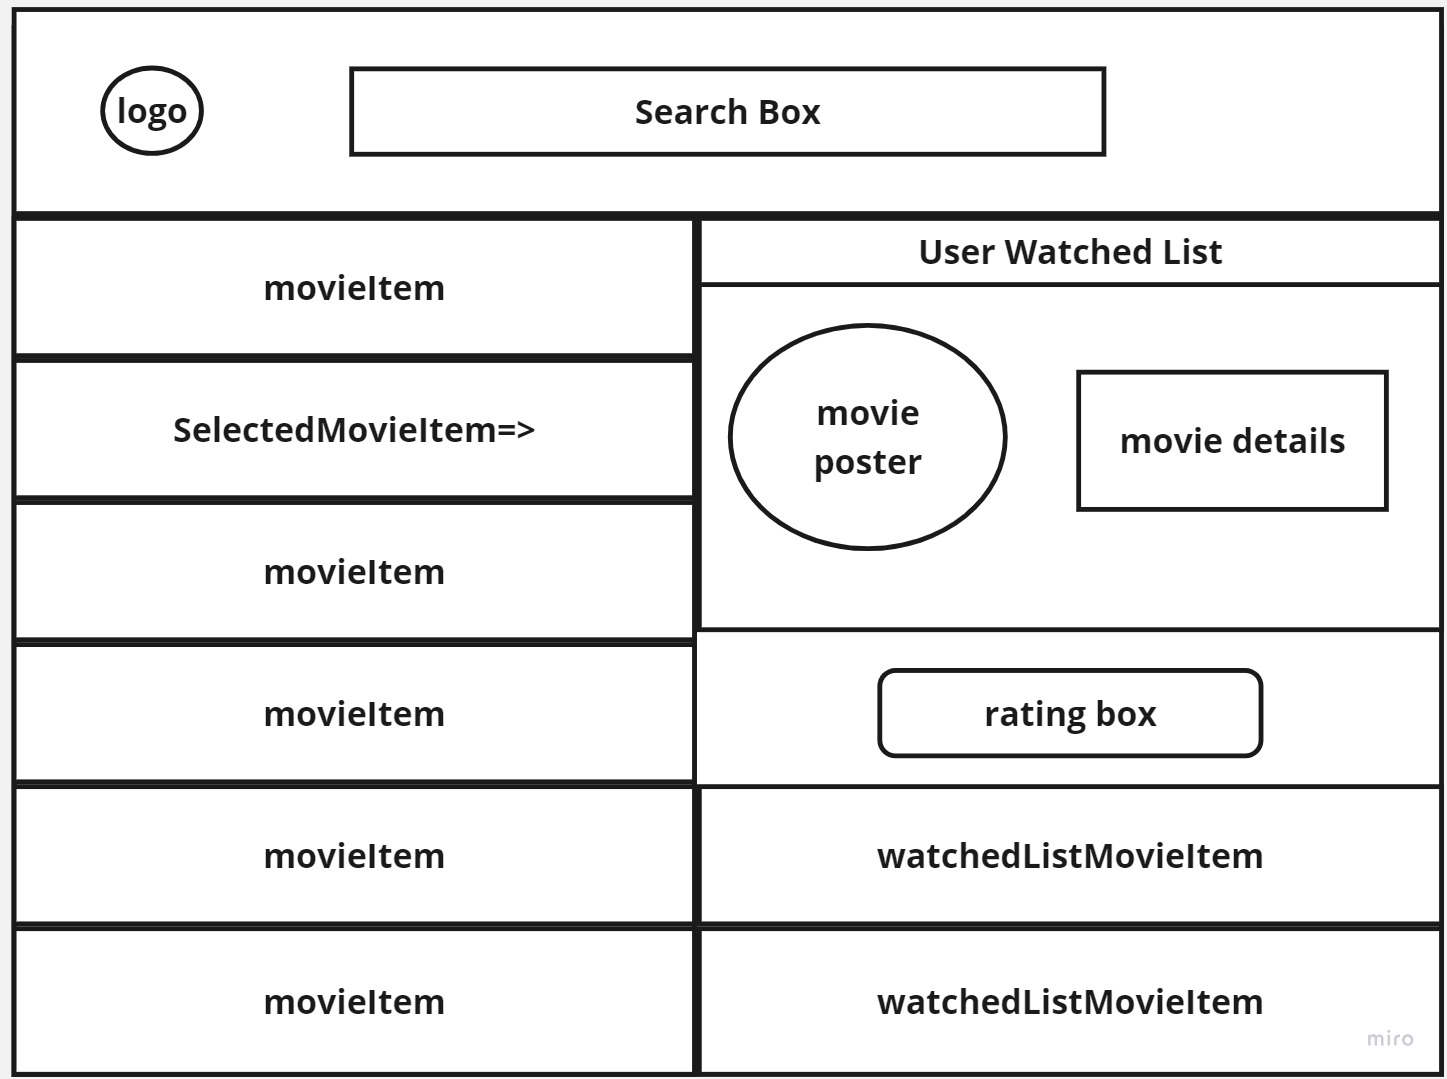 logo
Search Box
movieItem
SelectedMovieItem=>
movieItem
movieItem
movieItem
movieItem
User Watched List
movie
poster
movie details
rating box
watchedListMovieItem
watchedListMovieItem
miro